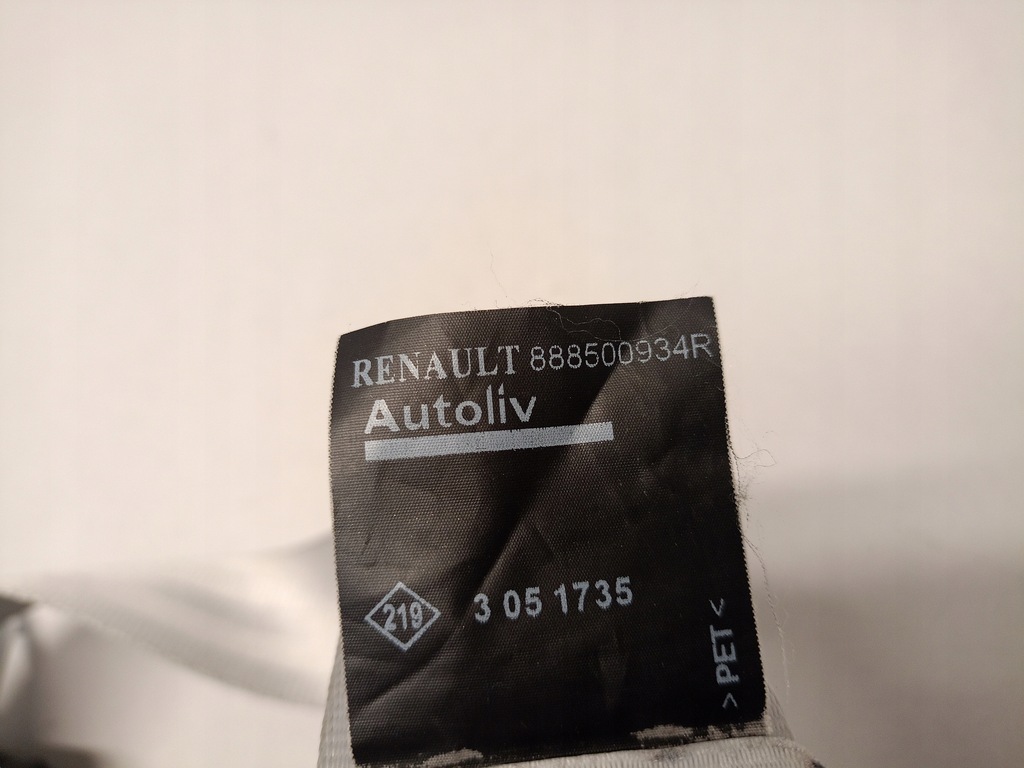 RENAULT 888500934R
Autoliv
219 3 05 1735
>PET<